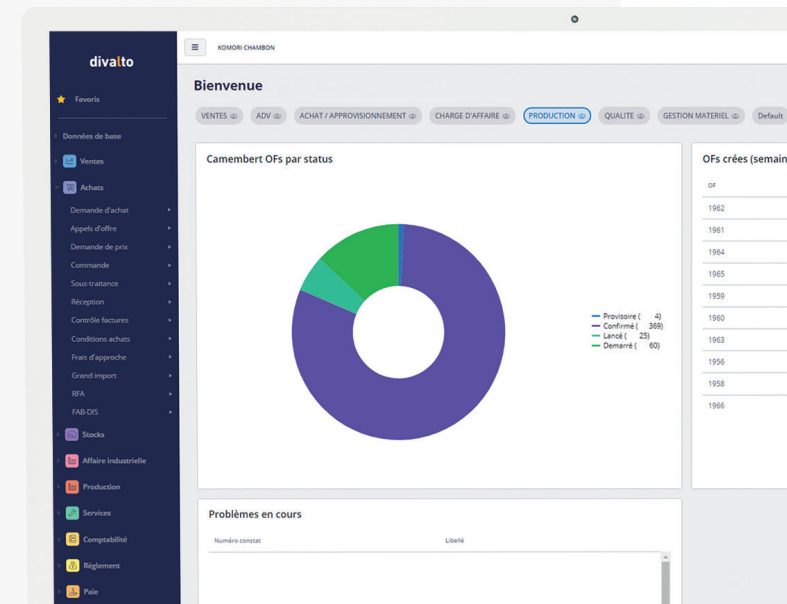 divalto
KOMORI CHAMBON
Favoris
Données de base
Ventes
Achats
Demande d'achat
Appels d'offre
Demande de prix
Commande
Sous-traitance
Réception
Contrôle factures
Conditions achats
Frais d'approche
Grand import
RFA
FAB-DIS
Stocks
Affaire industrielle
Production
Services
Comptabilité
Règlement
Paie
Bienvenue
VENTES
ADV
ACHAT / APPROVISIONNEMENT
CHARGE D'AFFAIRE
PRODUCTION
QUALITE
GESTION MATERIEL
Default
Camembert OFs par status
Provisoire ( 4)
Confirmé ( 369)
Lancé ( 25)
Demarré ( 60)
OFs crées (semain
OF
1962
1961
1964
1965
1959
1960
1963
1956
1958
1966
Problèmes en cours
Numéro constat Libellé